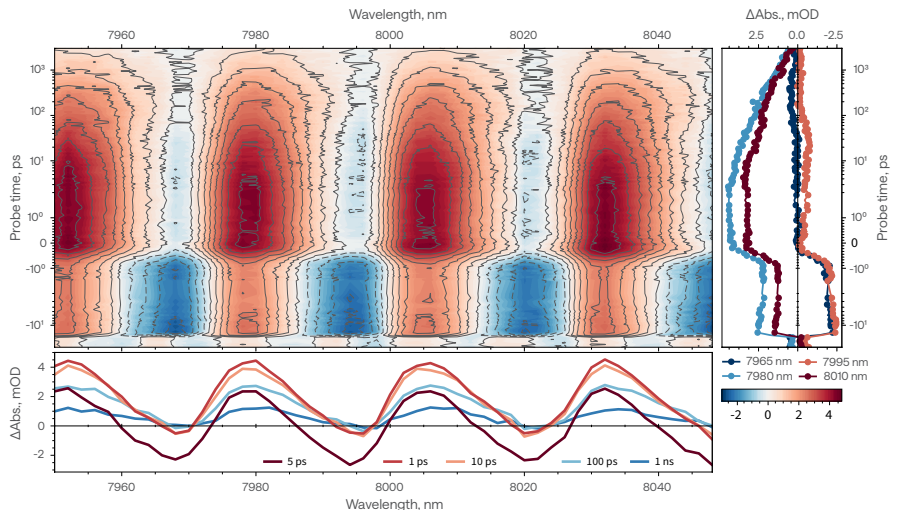 Wavelength, nm
ΔAbs., mOD
7960 7980 8000 8020 8040
2.5 0.0 -2.5
10³ 10³
10² 10²
10¹ 10¹
10⁰ 10⁰
0 0
-10⁰ -10⁰
-10¹ -10¹
Probe time, ps
Probe time, ps
7965 nm 7995 nm
7980 nm 8010 nm
-2 0 2 4
4
2
0
-2
ΔAbs., mOD
5 ps 1 ps 10 ps 100 ps 1 ns
7960 7980 8000 8020 8040
Wavelength, nm